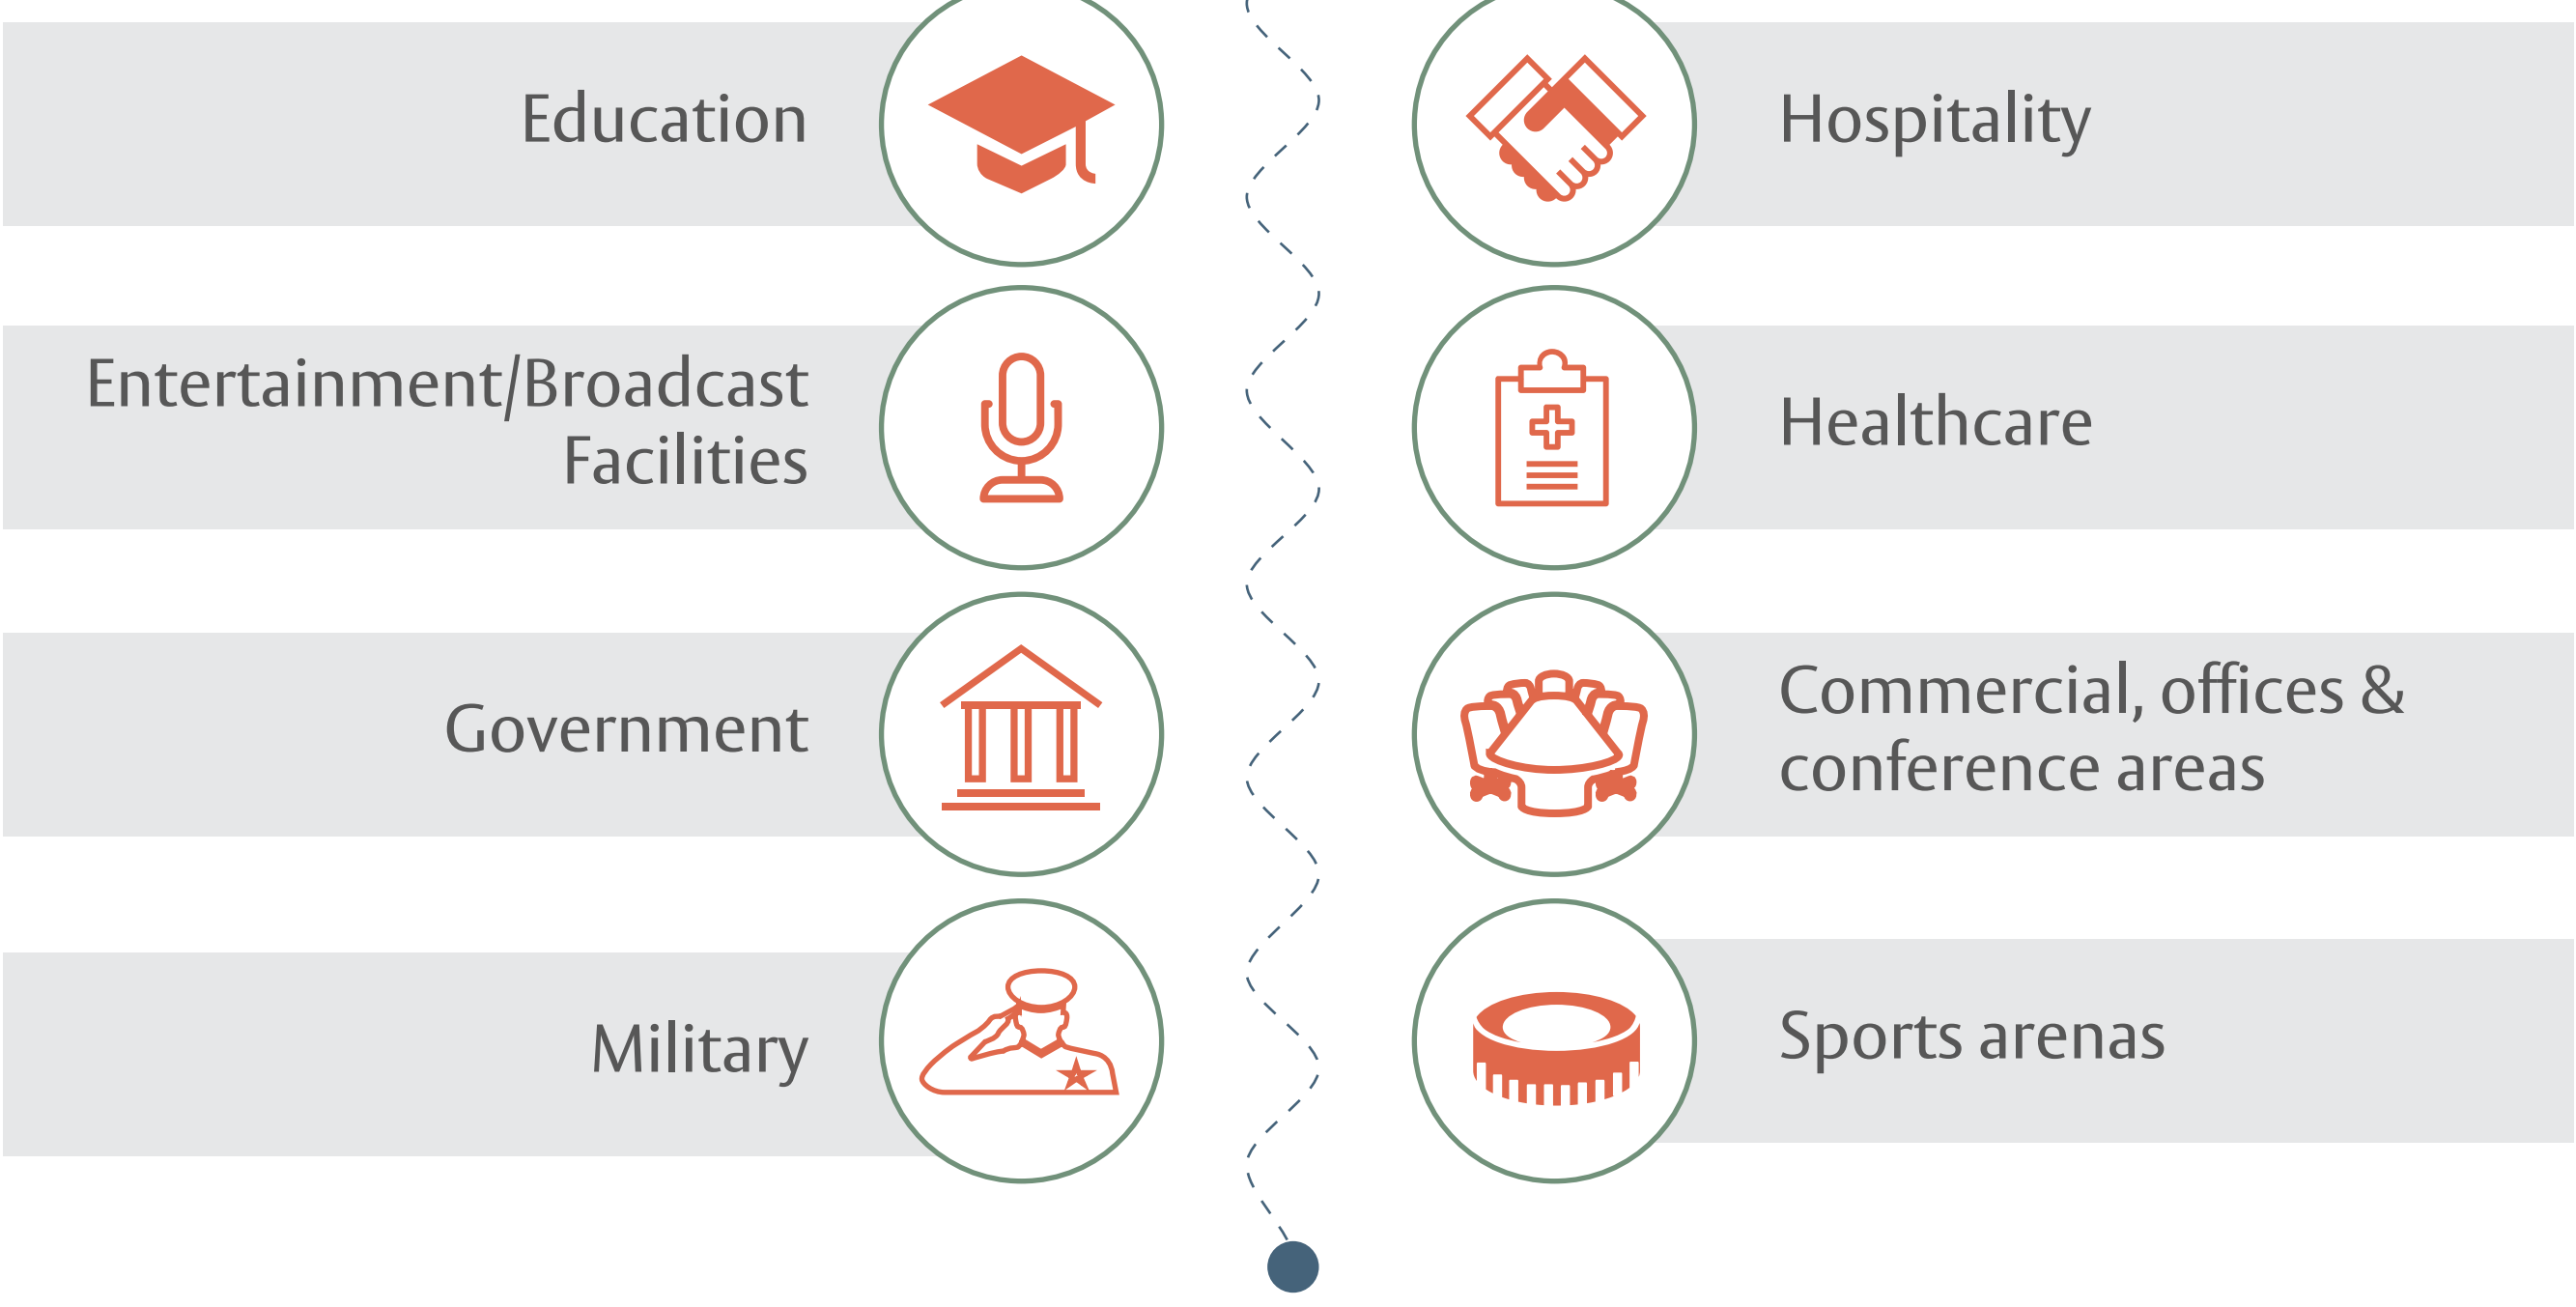 Education
Hospitality
Entertainment/Broadcast
Facilities
Healthcare
Government
Commercial, offices &
conference areas
Military
Sports arenas